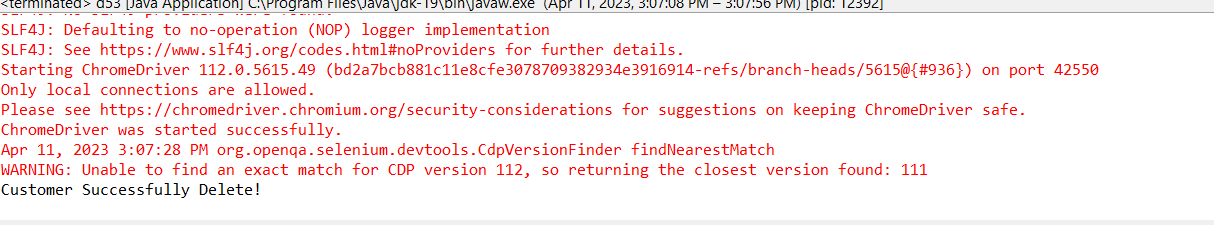 <terminated> d53 [Java Application] C:\Program Files\Java\jdk-19\bin\javaw.exe (Apr 11, 2023, 3:07:08 PM – 3:07:56 PM) [pid: 12392]
SLF4J: No SLF4J providers were found.
SLF4J: Defaulting to no-operation (NOP) logger implementation
SLF4J: See https://www.slf4j.org/codes.html#noProviders for further details.
Starting ChromeDriver 112.0.5615.49 (bd2a7bcb881c11e8cfe3078709382934e3916914-refs/branch-heads/5615@{#936}) on port 42550
Only local connections are allowed.
Please see https://chromedriver.chromium.org/security-considerations for suggestions on keeping ChromeDriver safe.
ChromeDriver was started successfully.
Apr 11, 2023 3:07:28 PM org.openqa.selenium.devtools.CdpVersionFinder findNearestMatch
WARNING: Unable to find an exact match for CDP version 112, so returning the closest version found: 111
Customer Successfully Delete!